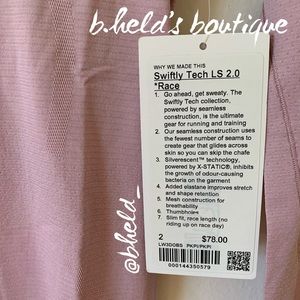 b.held's boutique
WHY WE MADE THIS
Swiftly Tech LS 2.0
*Race
1. Go ahead, get sweaty. The
Swiftly Tech collection,
powered by seamless
construction, is the ultimate
gear for running and training
2. Our seamless construction uses
the fewest number of seams to
create gear that glides across
skin so you can skip the chafe
3. Silverescent™ technology,
powered by X-STATIC®, inhibits
the growth of odour-causing
bacteria on the garment
4. Added elastane improves stretch
and shape retention
5. Mesh construction for
breathability
6. Thumbholes
7. Slim fit, race length (no
riding up on race day)
2 $78.00
LW3DOBS PKPI/PKPI
000144350579
@bheld_